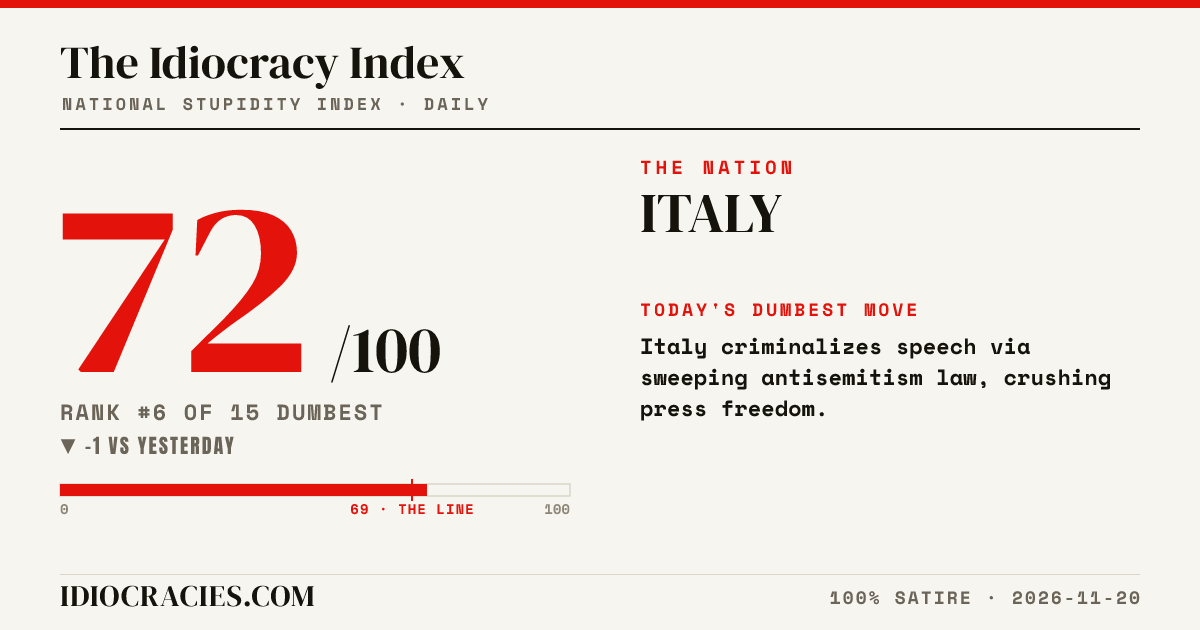 The Idiocracy Index
NATIONAL STUPIDITY INDEX · DAILY
72 /100
RANK #6 OF 15 DUMBEST
▼ -1 VS YESTERDAY
0
69 · THE LINE
100
THE NATION
ITALY
TODAY'S DUMBEST MOVE
Italy criminalizes speech via
sweeping antisemitism law, crushing
press freedom.
IDIOCRACIES.COM
100% SATIRE · 2026-11-20